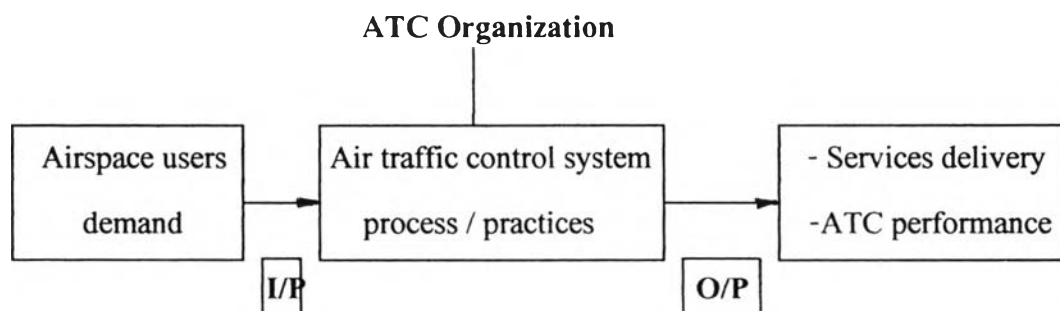 ATC Organization
Airspace users
demand
Air traffic control system
process / practices
- Services delivery
-ATC performance
I/P
O/P